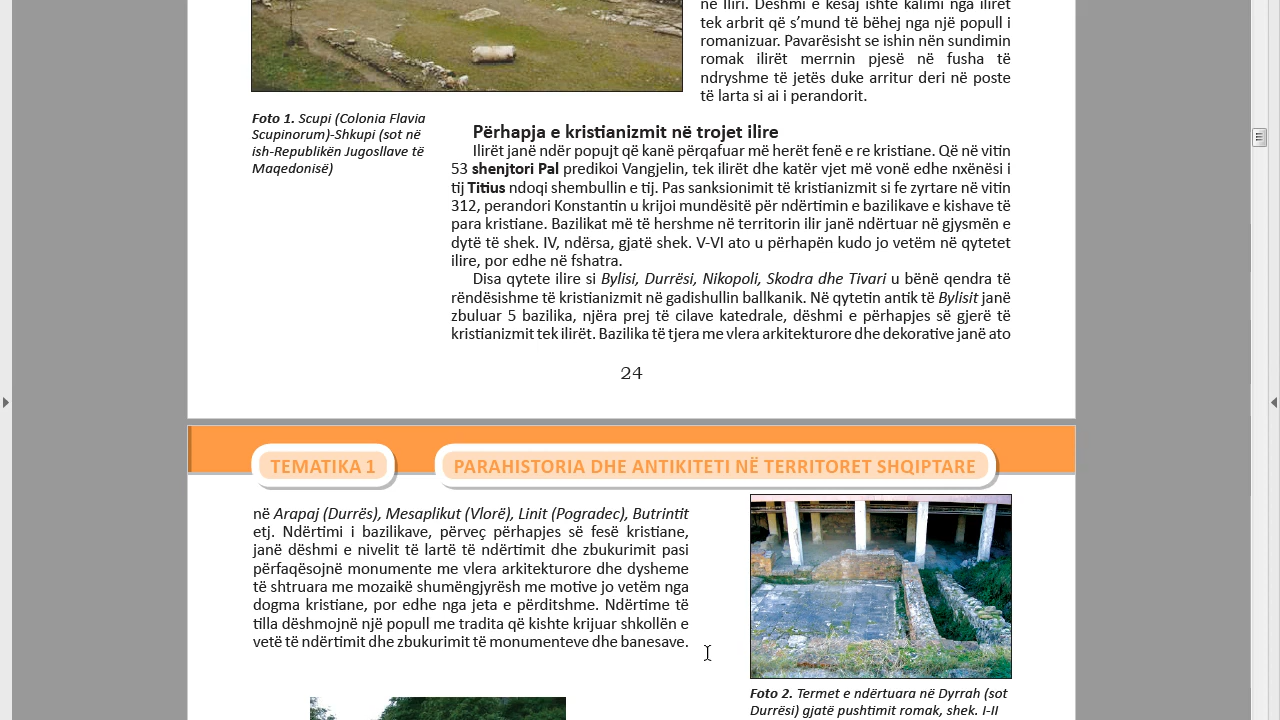 në Iliri. Dëshmi e kësaj ishte kalimi nga ilirët
tek arbrit që s’mund të bëhej nga një popull i
romanizuar. Pavarësisht se ishin nën sundimin
romak ilirët merrnin pjesë në fusha të
ndryshme të jetës duke arritur deri në poste
të larta si ai i perandorit.
Foto 1. Scupi (Colonia Flavia
Scupinorum)-Shkupi (sot në
ish-Republikën Jugosllave të
Maqedonisë)
Përhapja e kristianizmit në trojet ilire
Ilirët janë ndër popujt që kanë përqafuar më herët fenë e re kristiane. Që në vitin
53 shenjtori Pal predikoi Vangjelin, tek ilirët dhe katër vjet më vonë edhe nxënësi i
tij Titius ndoqi shembullin e tij. Pas sanksionimit të kristianizmit si fe zyrtare në vitin
312, perandori Konstantin u krijoi mundësitë për ndërtimin e bazilikave e kishave të
para kristiane. Bazilikat më të hershme në territorin ilir janë ndërtuar në gjysmën e
dytë të shek. IV, ndërsa, gjatë shek. V-VI ato u përhapën kudo jo vetëm në qytetet
ilire, por edhe në fshatra.
Disa qytete ilire si Bylisi, Durrësi, Nikopoli, Skodra dhe Tivari u bënë qendra të
rëndësishme të kristianizmit në gadishullin ballkanik. Në qytetin antik të Bylisit janë
zbuluar 5 bazilika, njëra prej të cilave katedrale, dëshmi e përhapjes së gjerë të
kristianizmit tek ilirët. Bazilika të tjera me vlera arkitekturore dhe dekorative janë ato
24
TEMATIKA 1
PARAHISTORIA DHE ANTIKITETI NË TERRITORET SHQIPTARE
në Arapaj (Durrës), Mesaplikut (Vlorë), Linit (Pogradec), Butrintit
etj. Ndërtimi i bazilikave, përveç përhapjes së fesë kristiane,
janë dëshmi e nivelit të lartë të ndërtimit dhe zbukurimit pasi
përfaqësojnë monumente me vlera arkitekturore dhe dysheme
të shtruara me mozaikë shumëngjyrësh me motive jo vetëm nga
dogma kristiane, por edhe nga jeta e përditshme. Ndërtime të
tilla dëshmojnë një popull me tradita që kishte krijuar shkollën e
vetë të ndërtimit dhe zbukurimit të monumenteve dhe banesave.
Foto 2. Termet e ndërtuara në Dyrrah (sot
Durrësi) gjatë pushtimit romak, shek. I-II